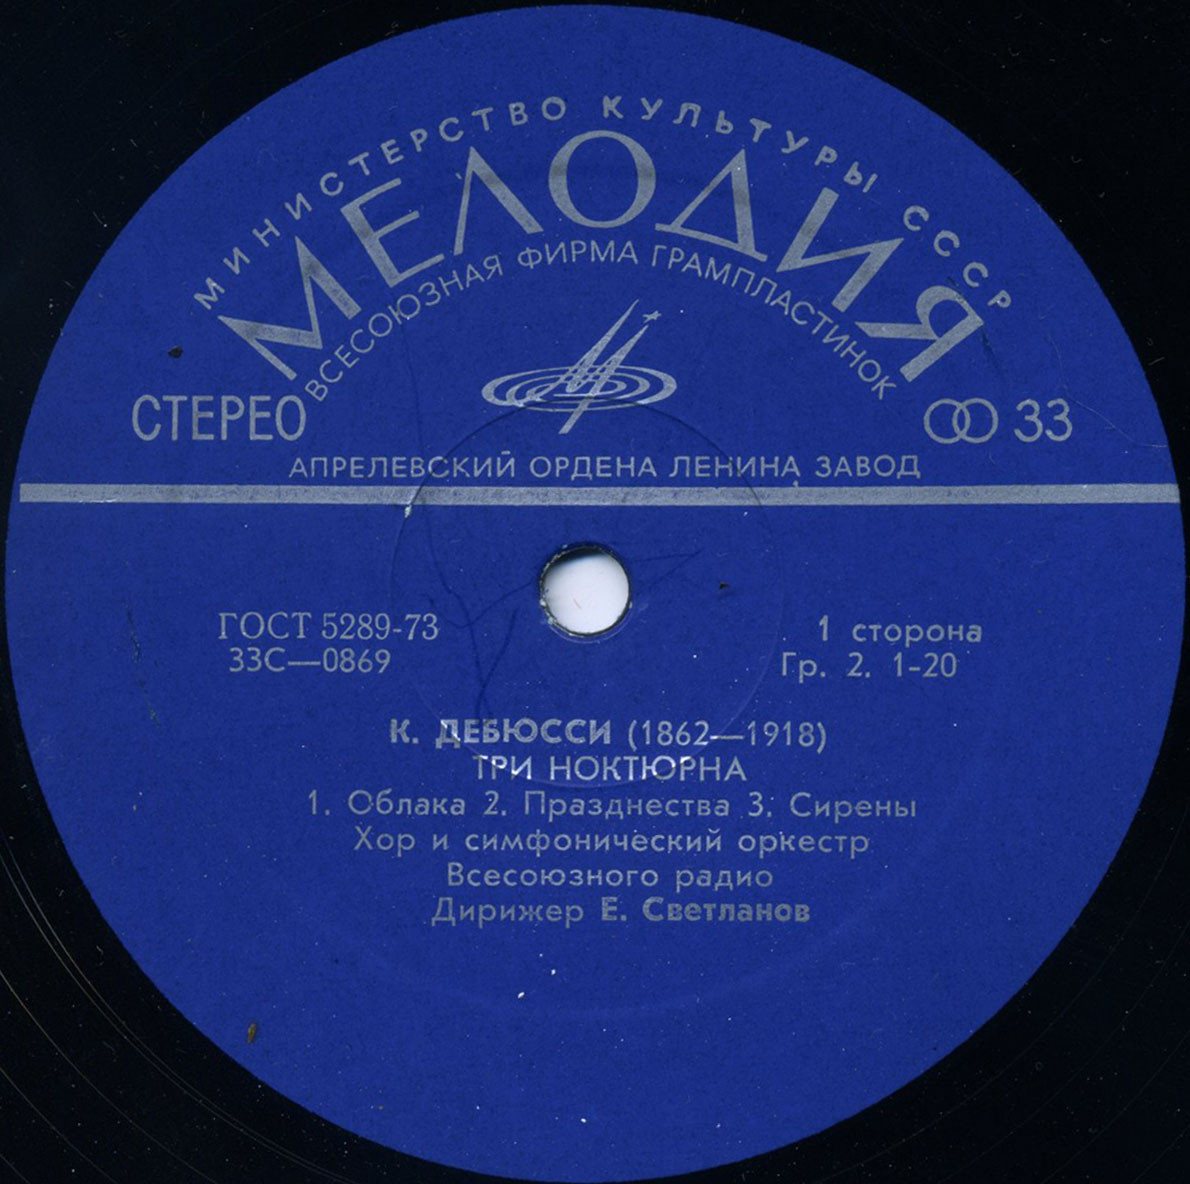 МИНИСТЕРСТВО КУЛЬТУРЫ СССР
МЕЛОДИЯ
ВСЕСОЮЗНАЯ ФИРМА ГРАМПЛАСТИНОК
СТЕРЕО
33
АПРЕЛЕВСКИЙ ОРДЕНА ЛЕНИНА ЗАВОД
ГОСТ 5289-73
33С—0869
1 сторона
Гр. 2. 1-20
К. ДЕБЮССИ (1862—1918)
ТРИ НОКТЮРНА
1. Облака 2. Празднества 3. Сирены
Хор и симфонический оркестр
Всесоюзного радио
Дирижер Е. Светланов